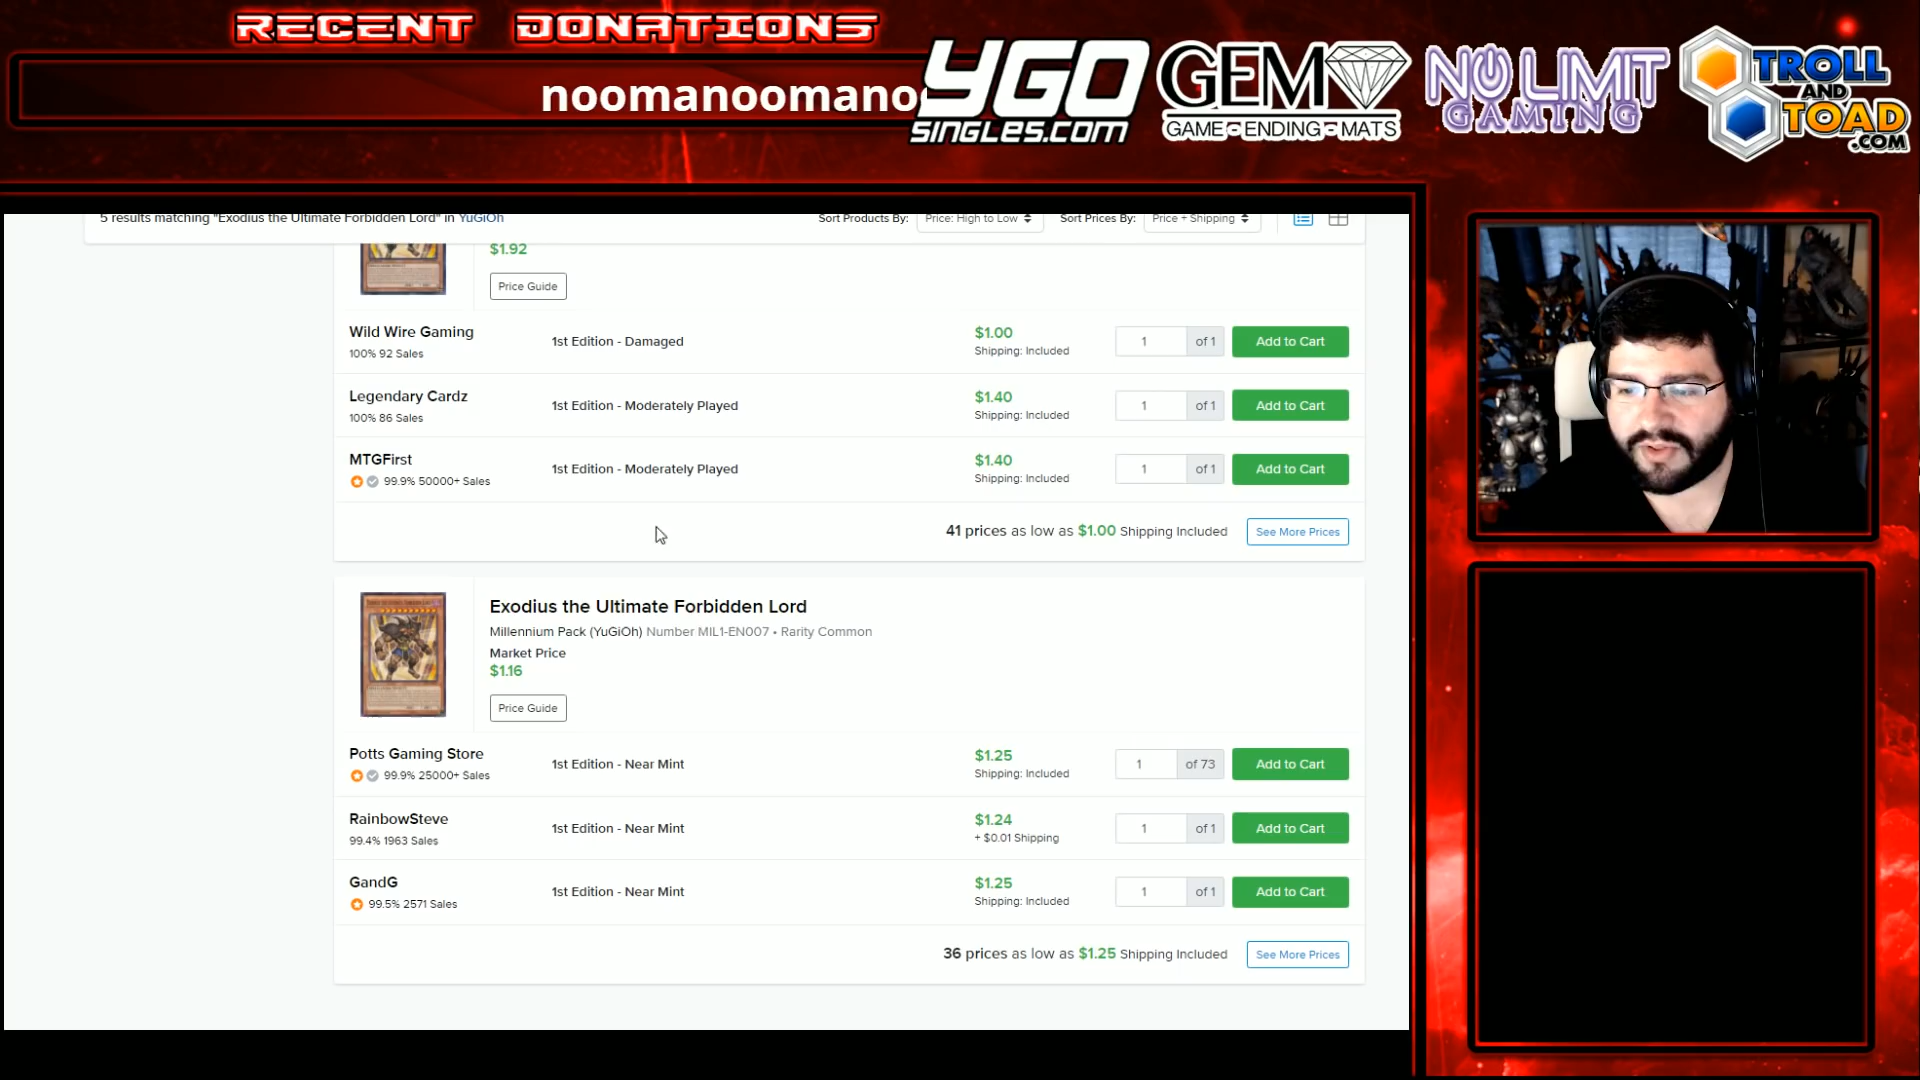 RECENT DONATIONS
noomanoomano
YGO
SINGLES.COM
GEM
GAME-ENDING-MATS
NO LIMIT
GAMING
TROLL
AND
TOAD
.COM
5 results matching "Exodius the Ultimate Forbidden Lord" in YuGiOh
Sort Products By: Price: High to Low Sort Prices By: Price + Shipping
$1.92
Price Guide
Wild Wire Gaming
100% 92 Sales
1st Edition - Damaged
$1.00
Shipping: Included
1 of 1
Add to Cart
Legendary Cardz
100% 86 Sales
1st Edition - Moderately Played
$1.40
Shipping: Included
1 of 1
Add to Cart
MTGFirst
99.9% 50000+ Sales
1st Edition - Moderately Played
$1.40
Shipping: Included
1 of 1
Add to Cart
41 prices as low as $1.00 Shipping Included
See More Prices
Exodius the Ultimate Forbidden Lord
Millennium Pack (YuGiOh) Number MIL1-EN007 • Rarity Common
Market Price
$1.16
Price Guide
Potts Gaming Store
99.9% 25000+ Sales
1st Edition - Near Mint
$1.25
Shipping: Included
1 of 73
Add to Cart
RainbowSteve
99.4% 1963 Sales
1st Edition - Near Mint
$1.24
+ $0.01 Shipping
1 of 1
Add to Cart
GandG
99.5% 2571 Sales
1st Edition - Near Mint
$1.25
Shipping: Included
1 of 1
Add to Cart
36 prices as low as $1.25 Shipping Included
See More Prices